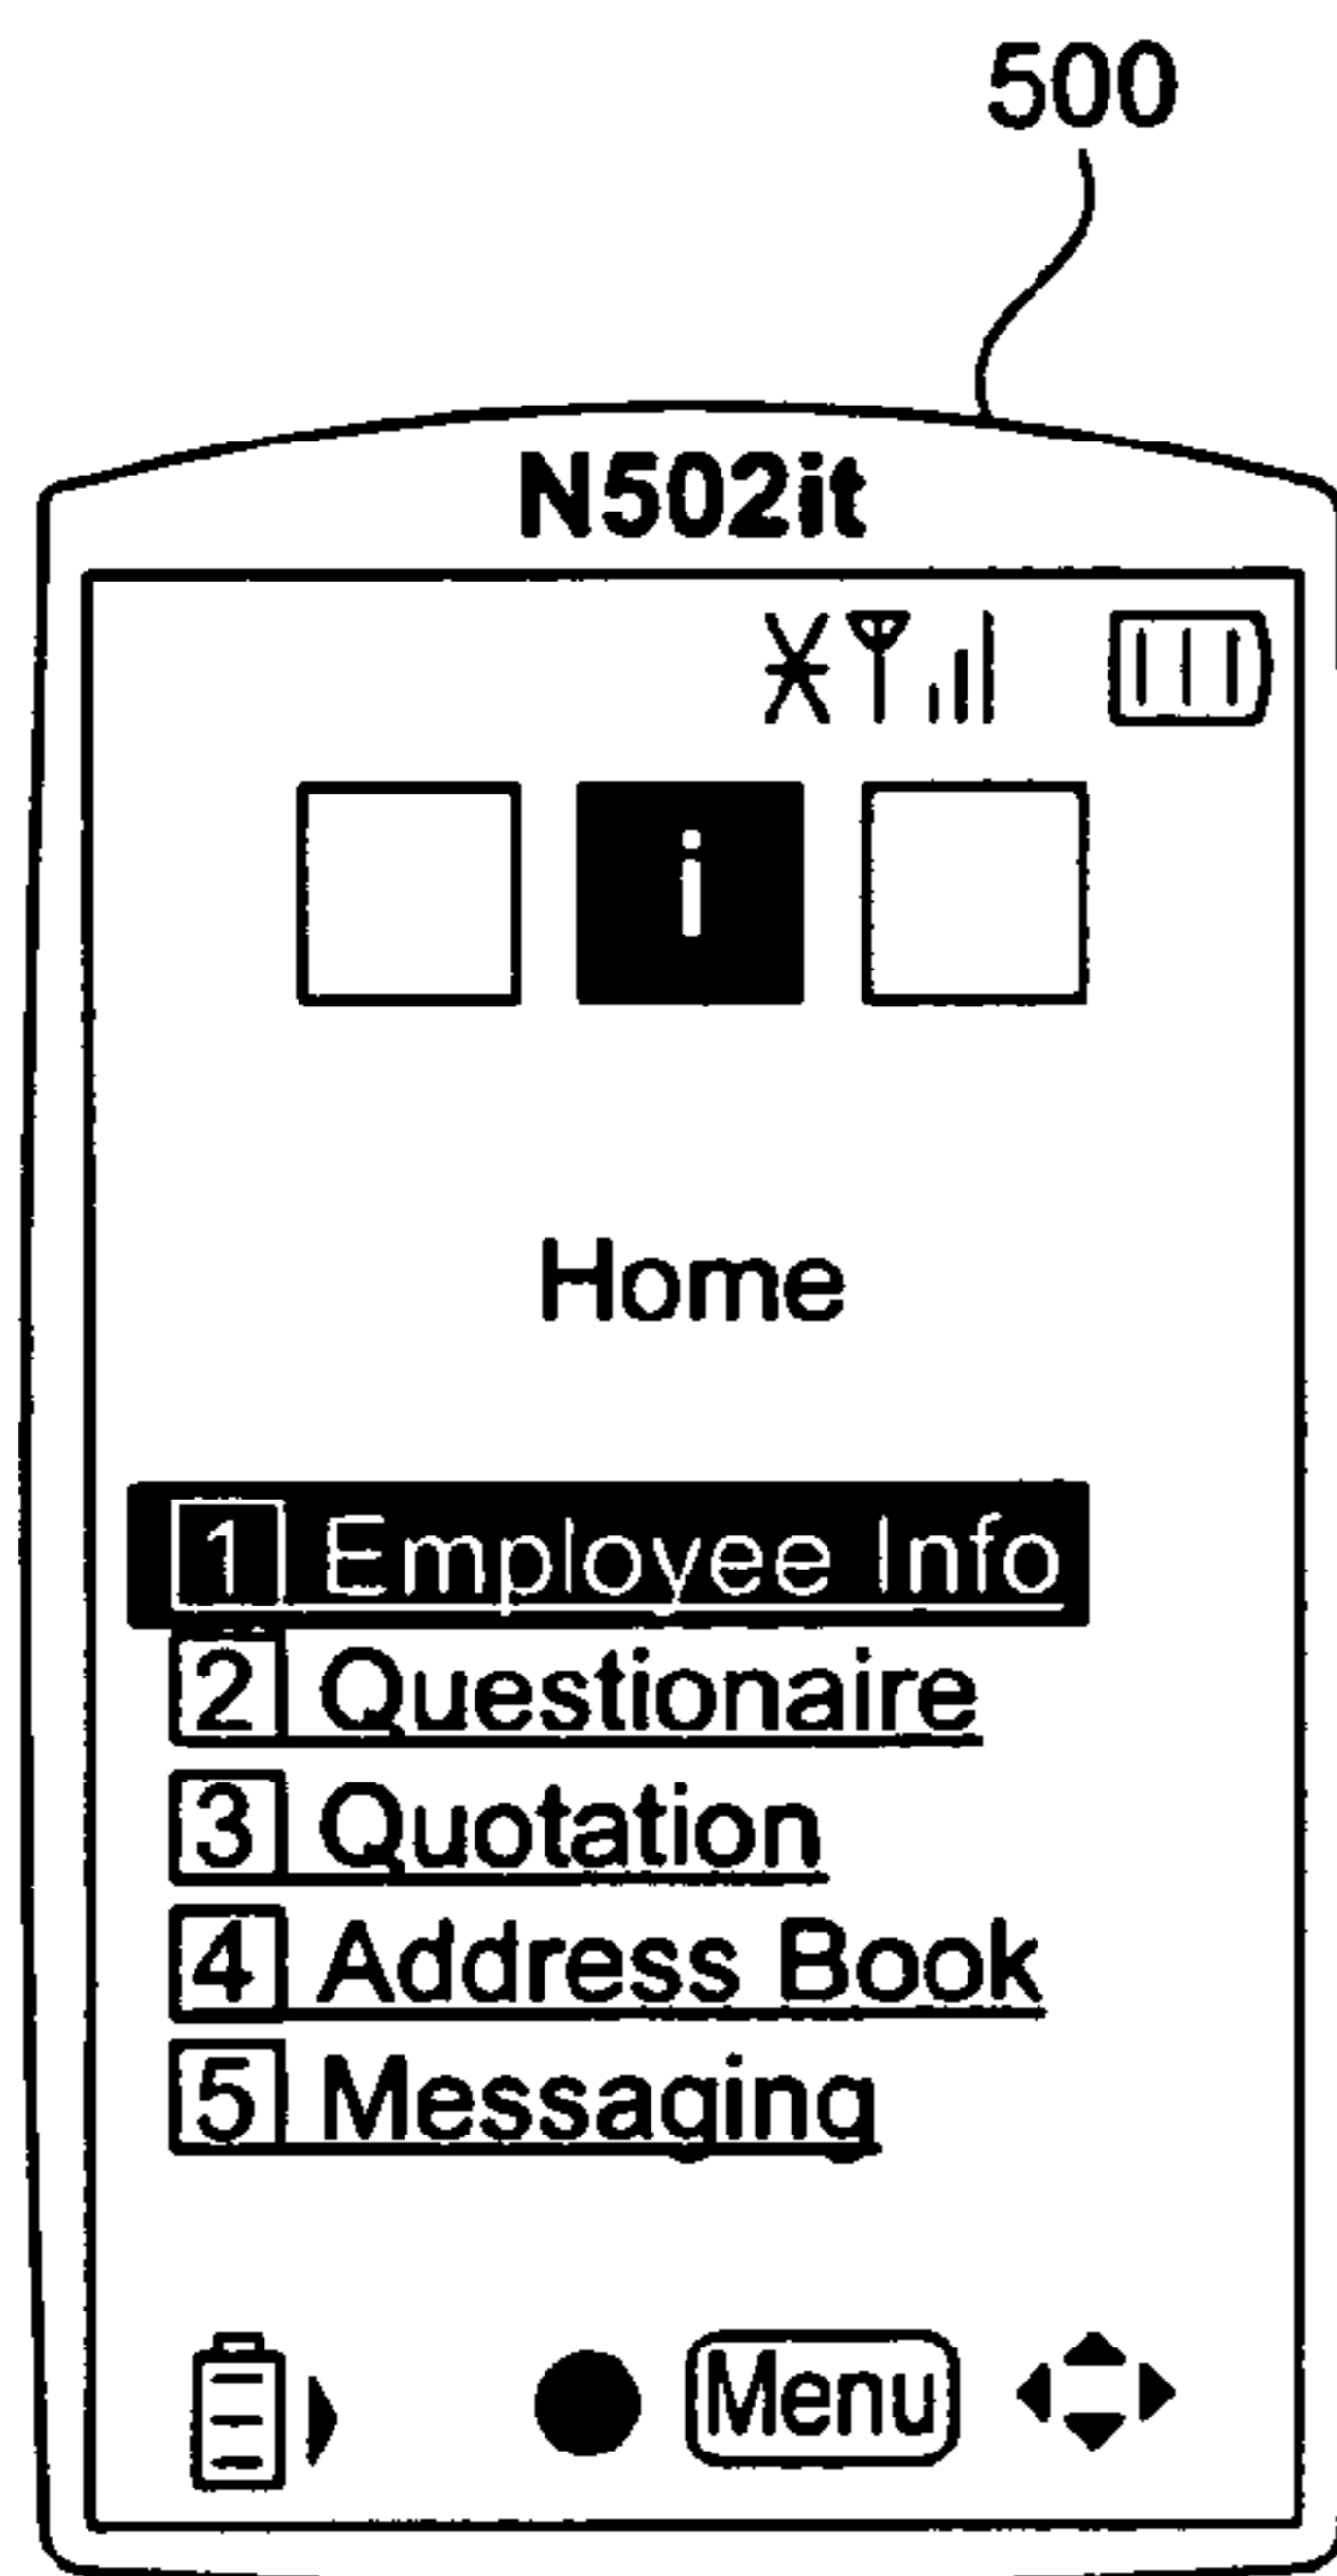 500
N502it
i
Home
1 Employee Info
2 Questionaire
3 Quotation
4 Address Book
5 Messaging
Menu